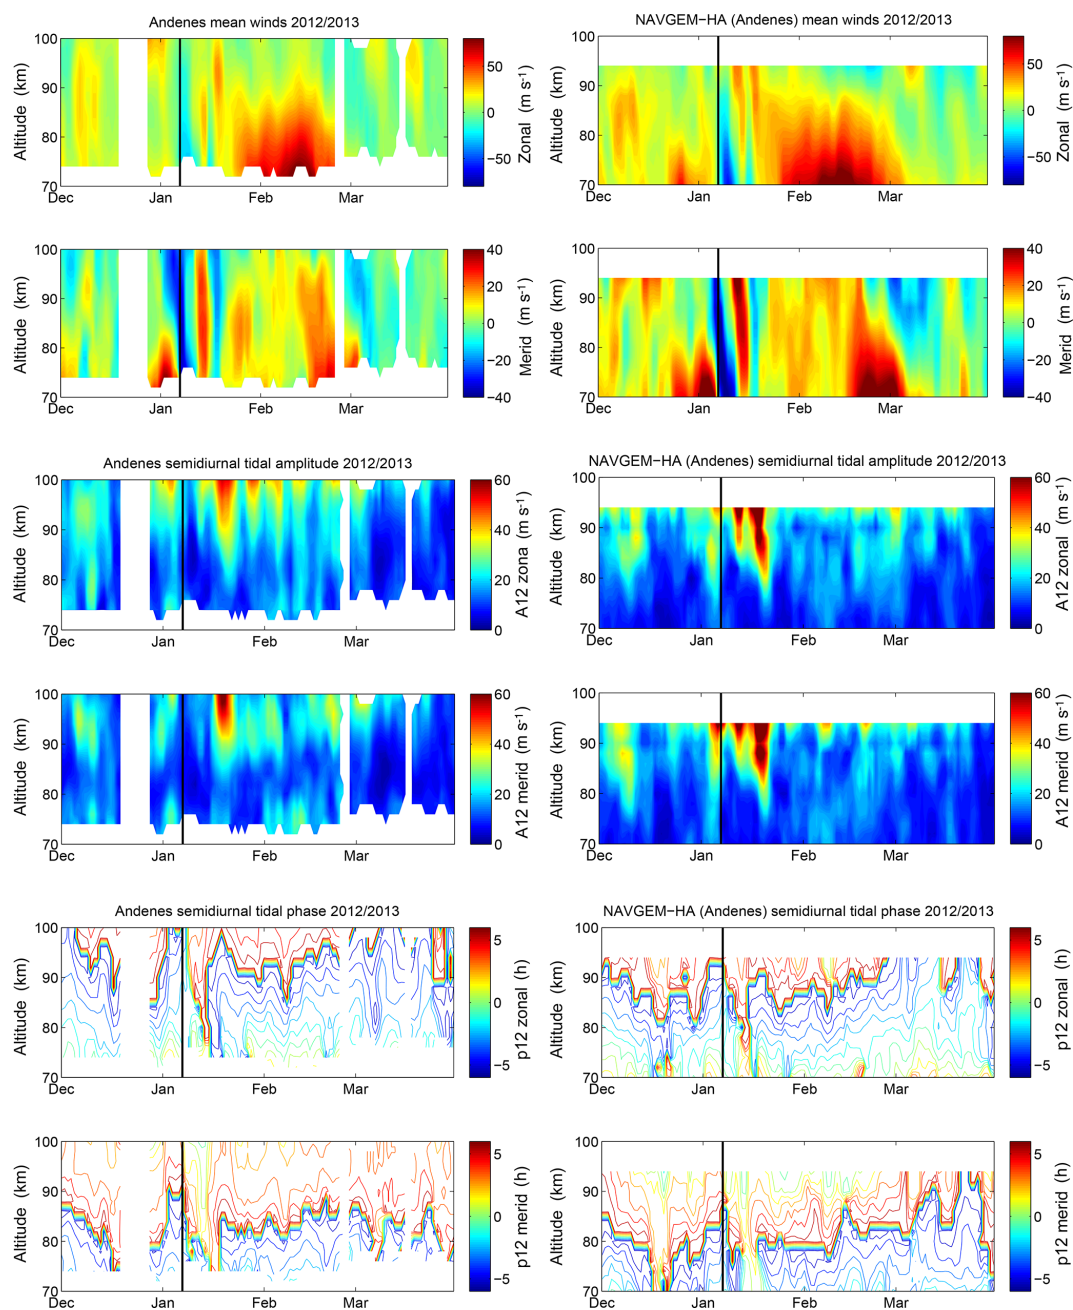 Andenes mean winds 2012/2013
100
90
80
70
Altitude (km)
Dec Jan Feb Mar
50
0
−50
Zonal (m s⁻¹)
NAVGEM−HA (Andenes) mean winds 2012/2013
100
90
80
70
Altitude (km)
Dec Jan Feb Mar
50
0
−50
Zonal (m s⁻¹)
100
90
80
70
Altitude (km)
Dec Jan Feb Mar
40
20
0
−20
−40
Merid (m s⁻¹)
100
90
80
70
Altitude (km)
Dec Jan Feb Mar
40
20
0
−20
−40
Merid (m s⁻¹)
Andenes semidiurnal tidal amplitude 2012/2013
100
90
80
70
Altitude (km)
Dec Jan Feb Mar
60
40
20
0
A12 zonal (m s⁻¹)
NAVGEM−HA (Andenes) semidiurnal tidal amplitude 2012/2013
100
90
80
70
Altitude (km)
Dec Jan Feb Mar
60
40
20
0
A12 zonal (m s⁻¹)
100
90
80
70
Altitude (km)
Dec Jan Feb Mar
60
40
20
0
A12 merid (m s⁻¹)
100
90
80
70
Altitude (km)
Dec Jan Feb Mar
60
40
20
0
A12 merid (m s⁻¹)
Andenes semidiurnal tidal phase 2012/2013
100
90
80
70
Altitude (km)
Dec Jan Feb Mar
5
0
−5
p12 zonal (h)
NAVGEM−HA (Andenes) semidiurnal tidal phase 2012/2013
100
90
80
70
Altitude (km)
Dec Jan Feb Mar
5
0
−5
p12 zonal (h)
100
90
80
70
Altitude (km)
Dec Jan Feb Mar
5
0
−5
p12 merid (h)
100
90
80
70
Altitude (km)
Dec Jan Feb Mar
5
0
−5
p12 merid (h)